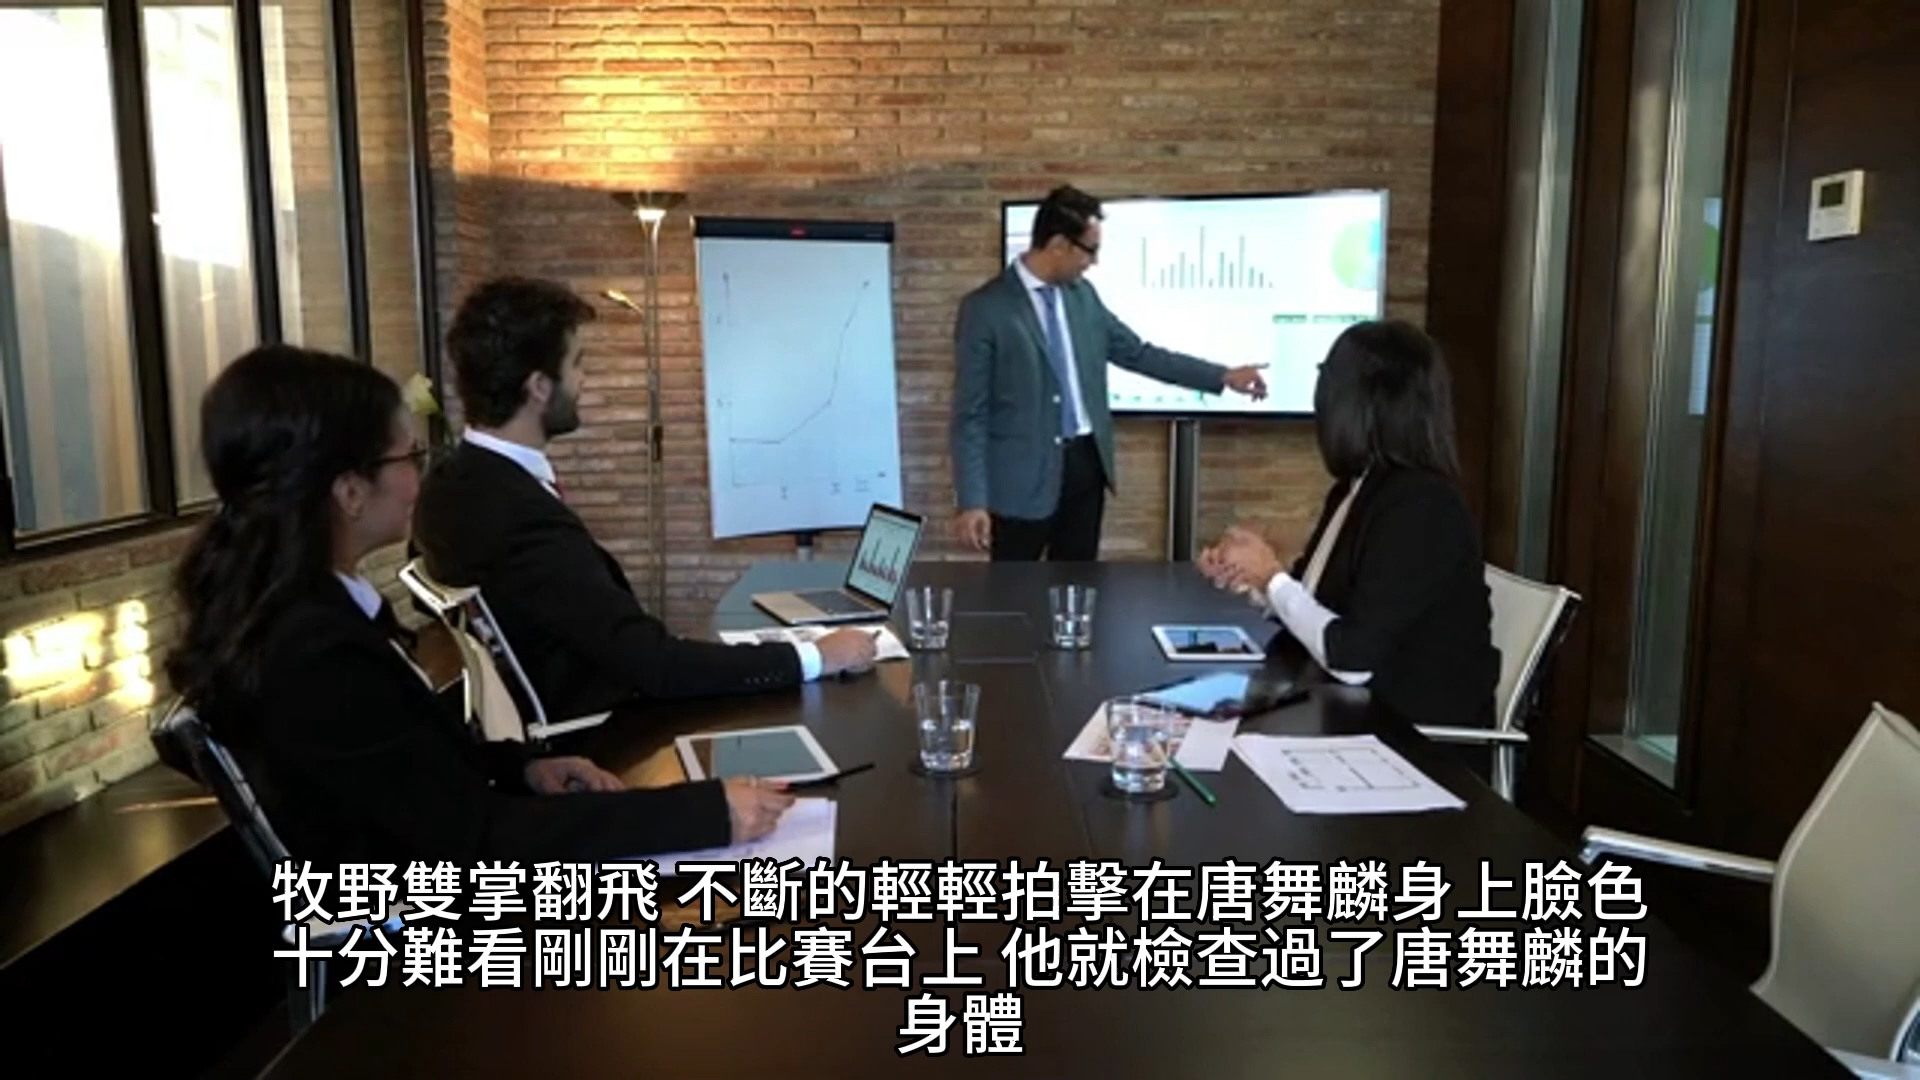 牧野雙掌翻飛 不斷的輕輕拍擊在唐舞麟身上臉色
十分難看剛剛在比賽台上 他就檢查過了唐舞麟的
身體